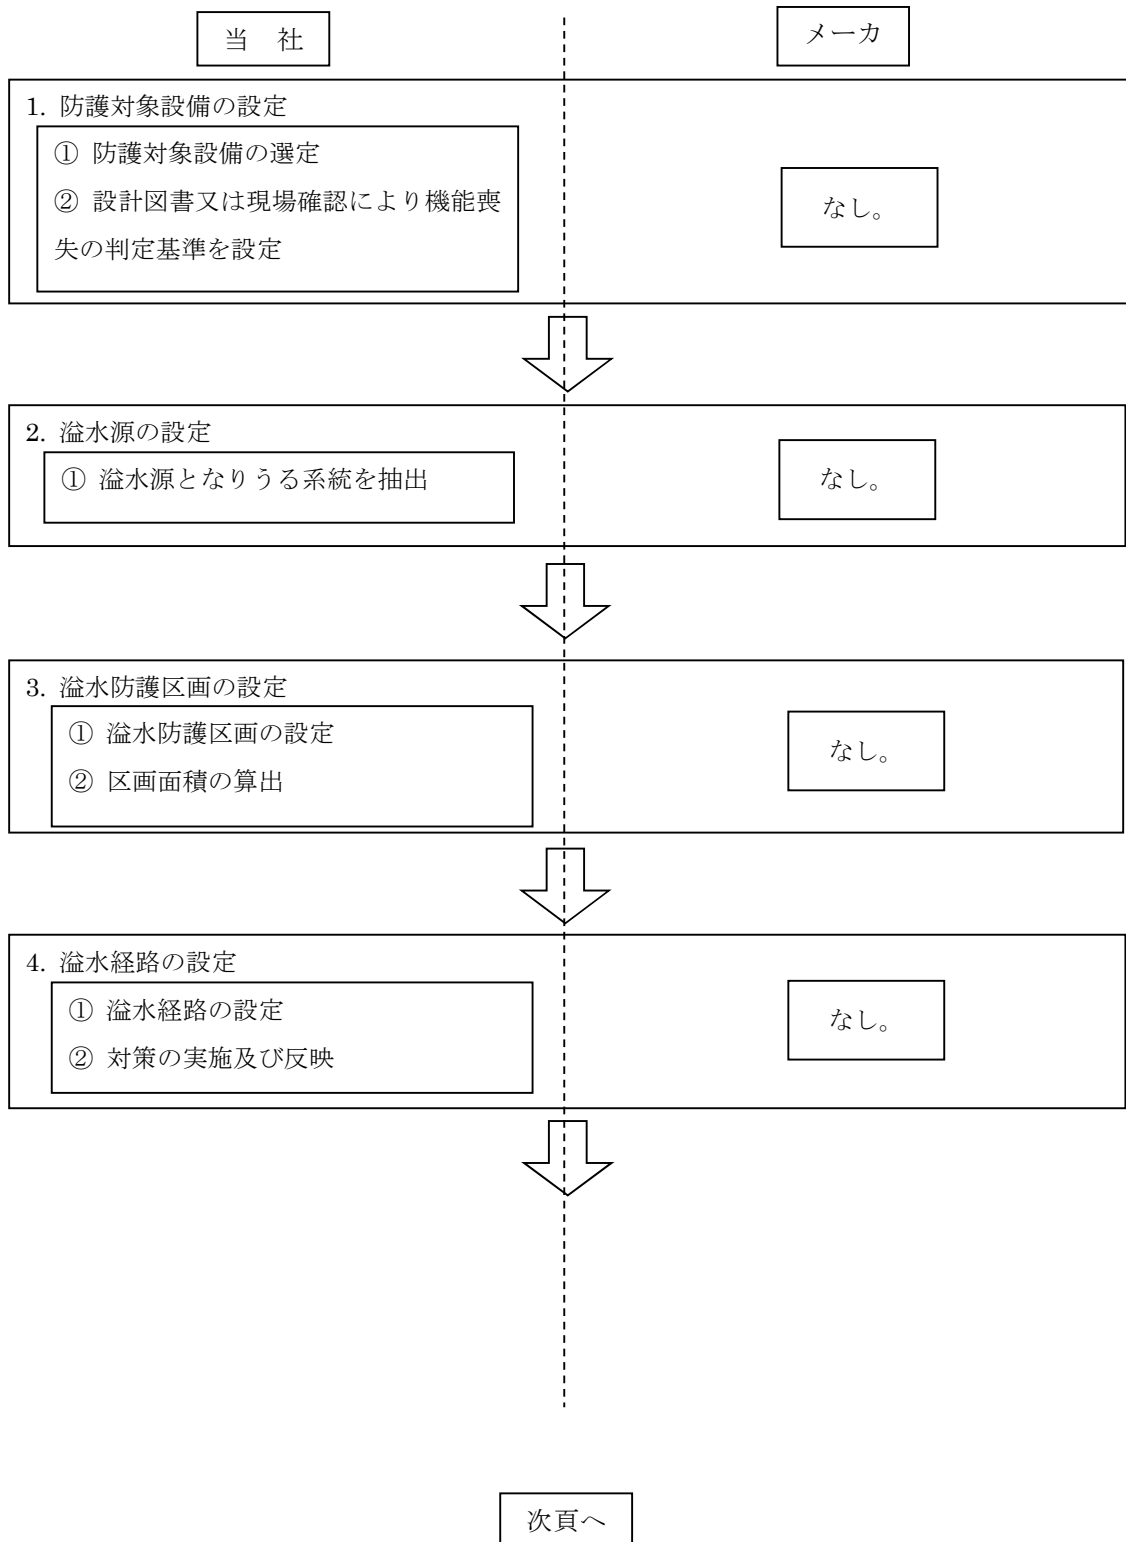 当　社
メーカ
1. 防護対象設備の設定
① 防護対象設備の選定
② 設計図書又は現場確認により機能喪
失の判定基準を設定
なし。
2. 溢水源の設定
① 溢水源となりうる系統を抽出
なし。
3. 溢水防護区画の設定
① 溢水防護区画の設定
② 区画面積の算出
なし。
4. 溢水経路の設定
① 溢水経路の設定
② 対策の実施及び反映
なし。
次頁へ